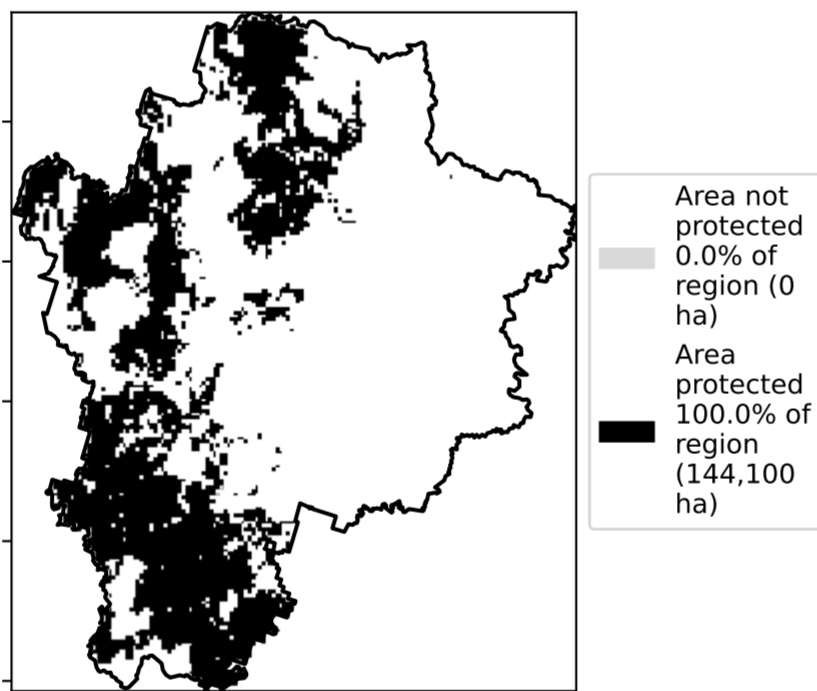 Area not
protected
0.0% of
region (0
ha)
Area
protected
100.0% of
region
(144,100
ha)